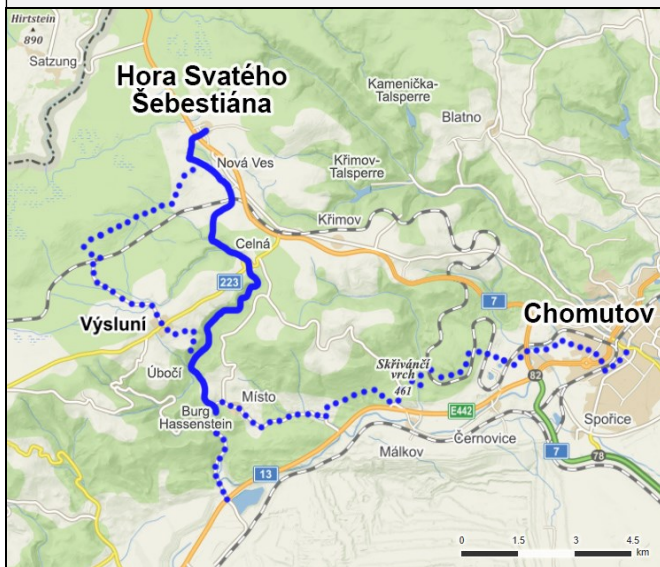 Hirtstein
890
Satzung
Hora Svatého
Šebestiána
Kamenička-
Talsperre
Blatno
Nová Ves
Křimov-
Talsperre
Křimov
Celná
223
7
Chomutov
Výsluní
Skřivánčí
vrch
461
82
Úbočí
Místo
Burg
Hassenstein
E442
Spořice
Černovice
Málkov
7
13
78
0 1.5 3 4.5
km